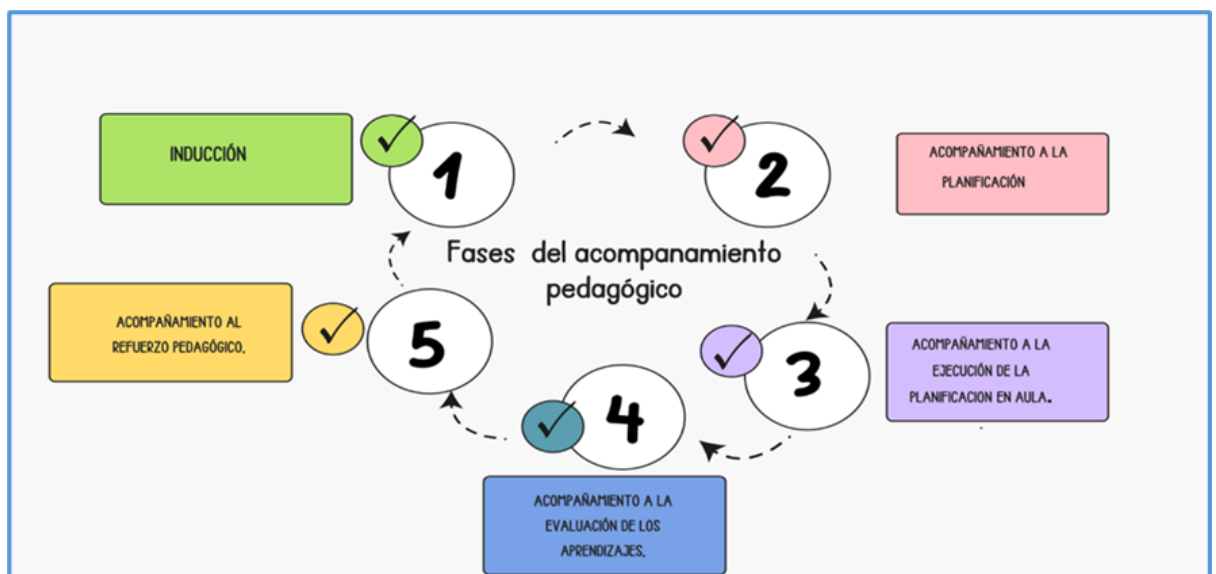 INDUCCIÓN
1
2
ACOMPAÑAMIENTO A LA
PLANIFICACIÓN
Fases del acompanamiento
pedagógico
ACOMPAÑAMIENTO AL
REFUERZO PEDAGÓGICO.
5
3
ACOMPAÑAMIENTO A LA
EJECUCIÓN DE LA
PLANIFICACION EN AULA.
4
ACOMPAÑAMIENTO A LA
EVALUACIÓN DE LOS
APRENDIZAJES.